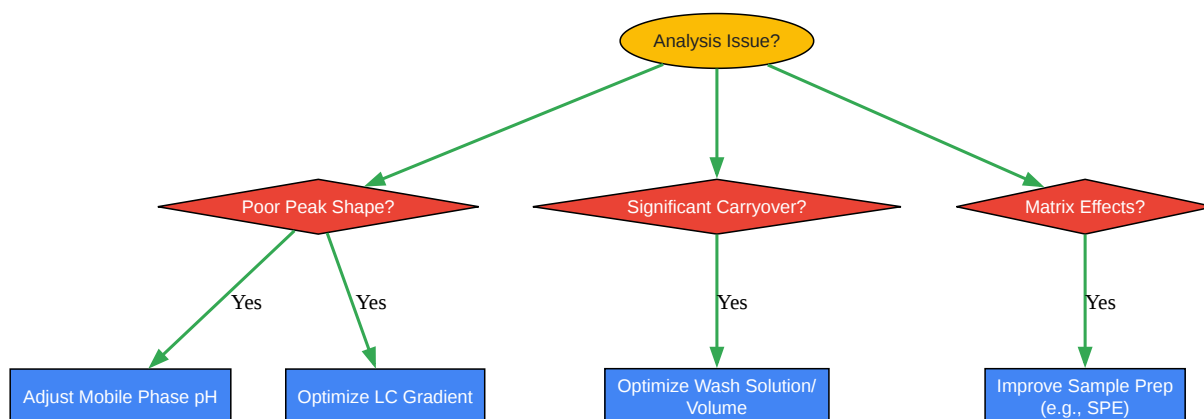 Analysis Issue?
Poor Peak Shape?
Significant Carryover?
Matrix Effects?
Yes
Yes
Yes
Yes
Adjust Mobile Phase pH
Optimize LC Gradient
Optimize Wash Solution/
Volume
Improve Sample Prep
(e.g., SPE)